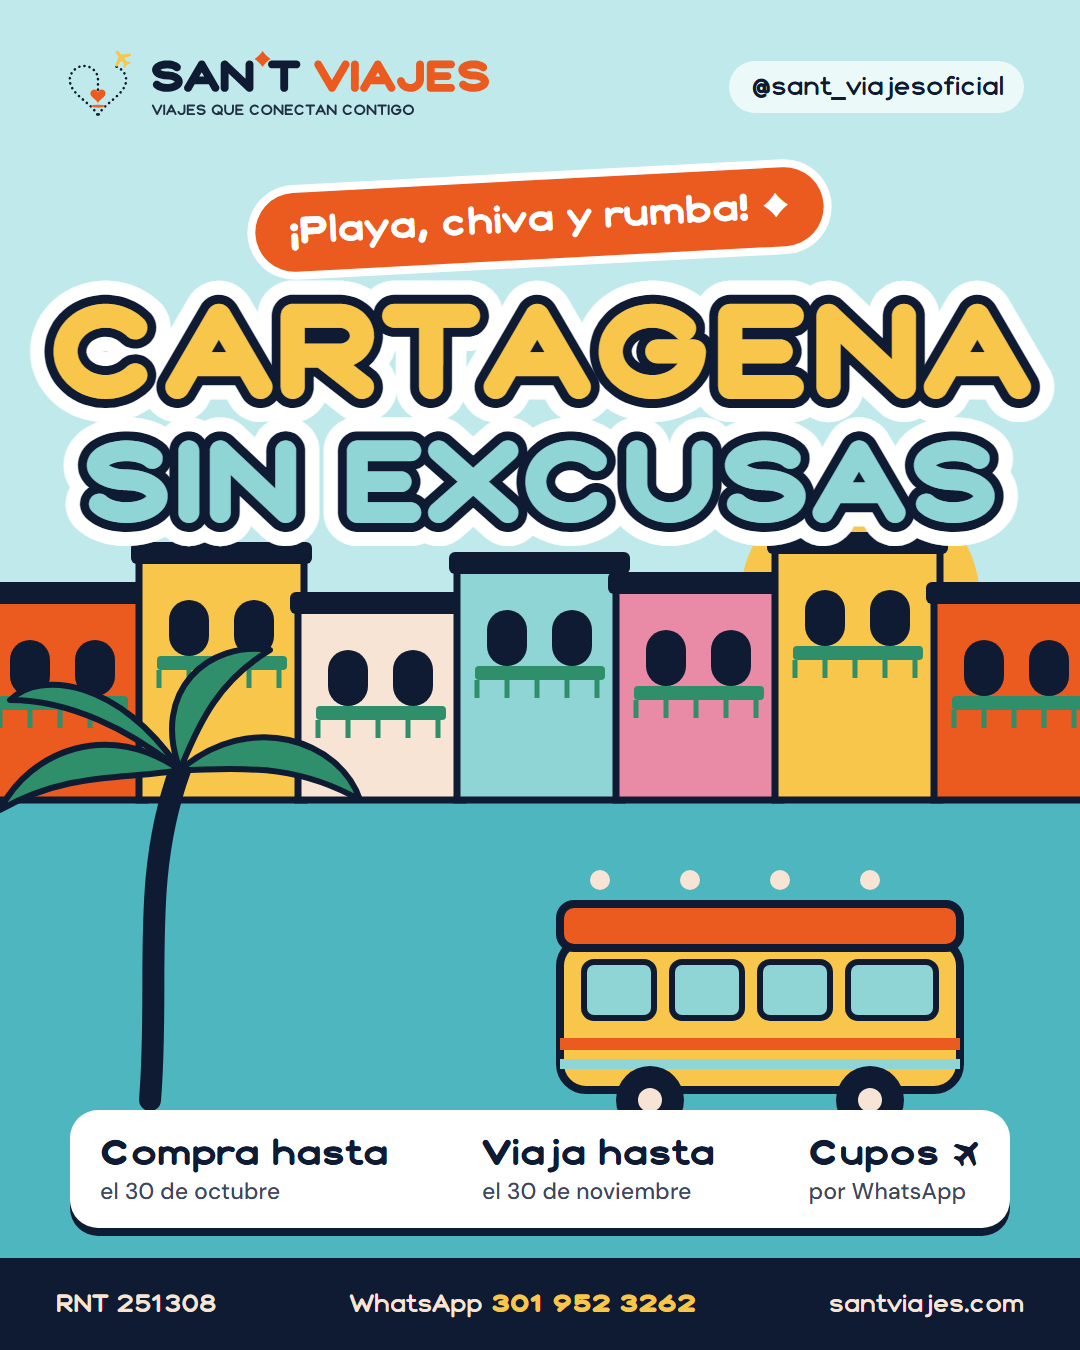 SAN'T VIAJES
VIAJES QUE CONECTAN CONTIGO
@sant_viajesoficial
¡Playa, chiva y rumba!
CARTAGENA
SIN EXCUSAS
Compra hasta
el 30 de octubre
Viaja hasta
el 30 de noviembre
Cupos
por WhatsApp
RNT 251308
WhatsApp 301 952 3262
santviajes.com